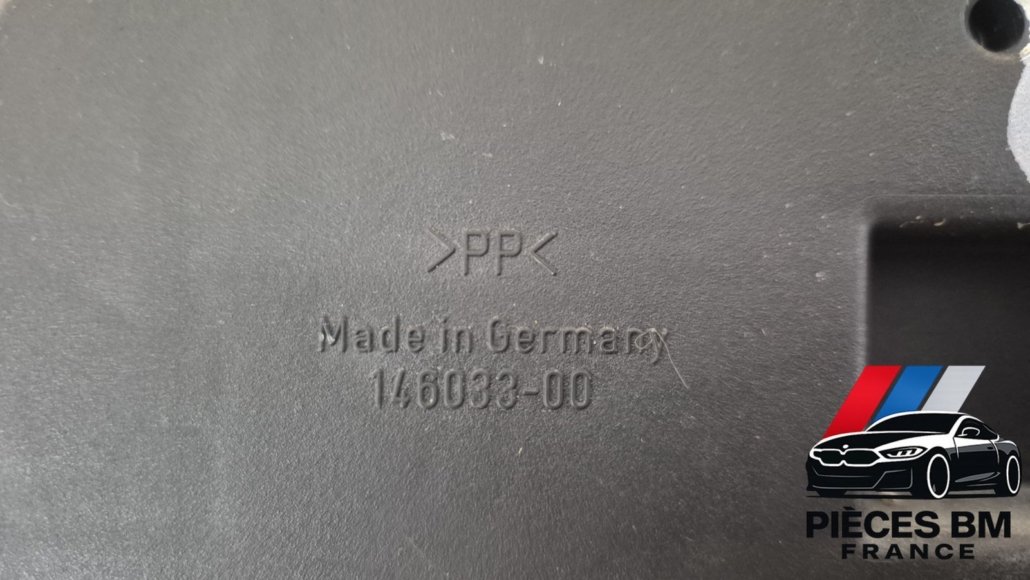 >PP<
Made in Germany
146033-00
PIÈCES BM
FRANCE